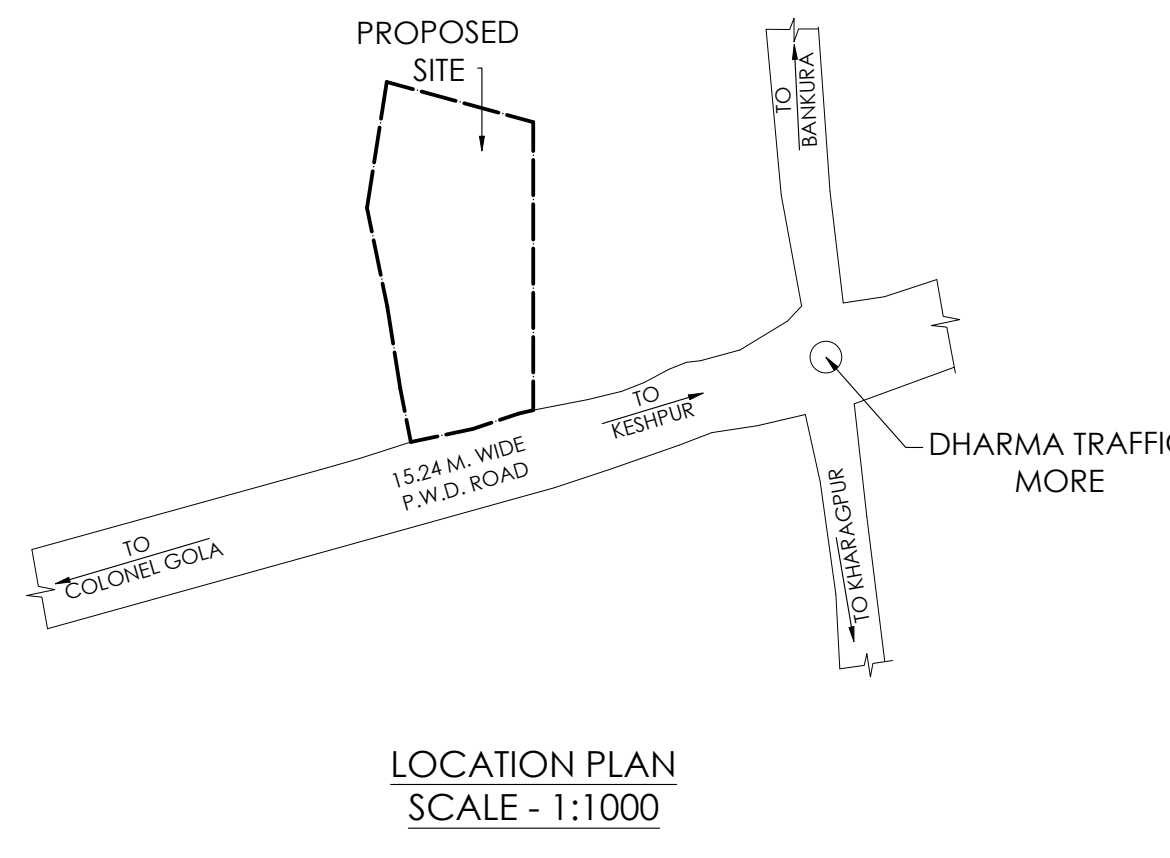 PROPOSED
SITE
TO
BANKURA
TO
KESHPUR
15.24 M. WIDE
P.W.D. ROAD
DHARMA TRAFFIC
MORE
TO
COLONEL GOLA
TO KHARAGPUR
LOCATION PLAN
SCALE - 1:1000